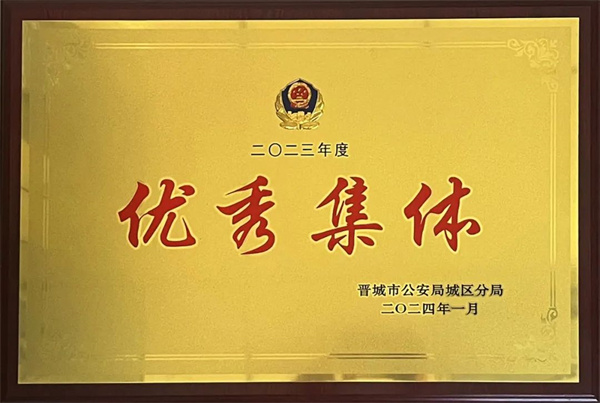 二〇二三年度
优秀集体
晋城市公安局城区分局
二〇二四年一月